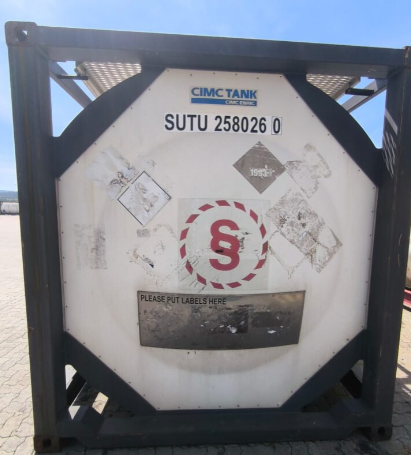 CIMC TANK
CIMC ENRIC
SUTU 258026 0
§
PLEASE PUT LABELS HERE